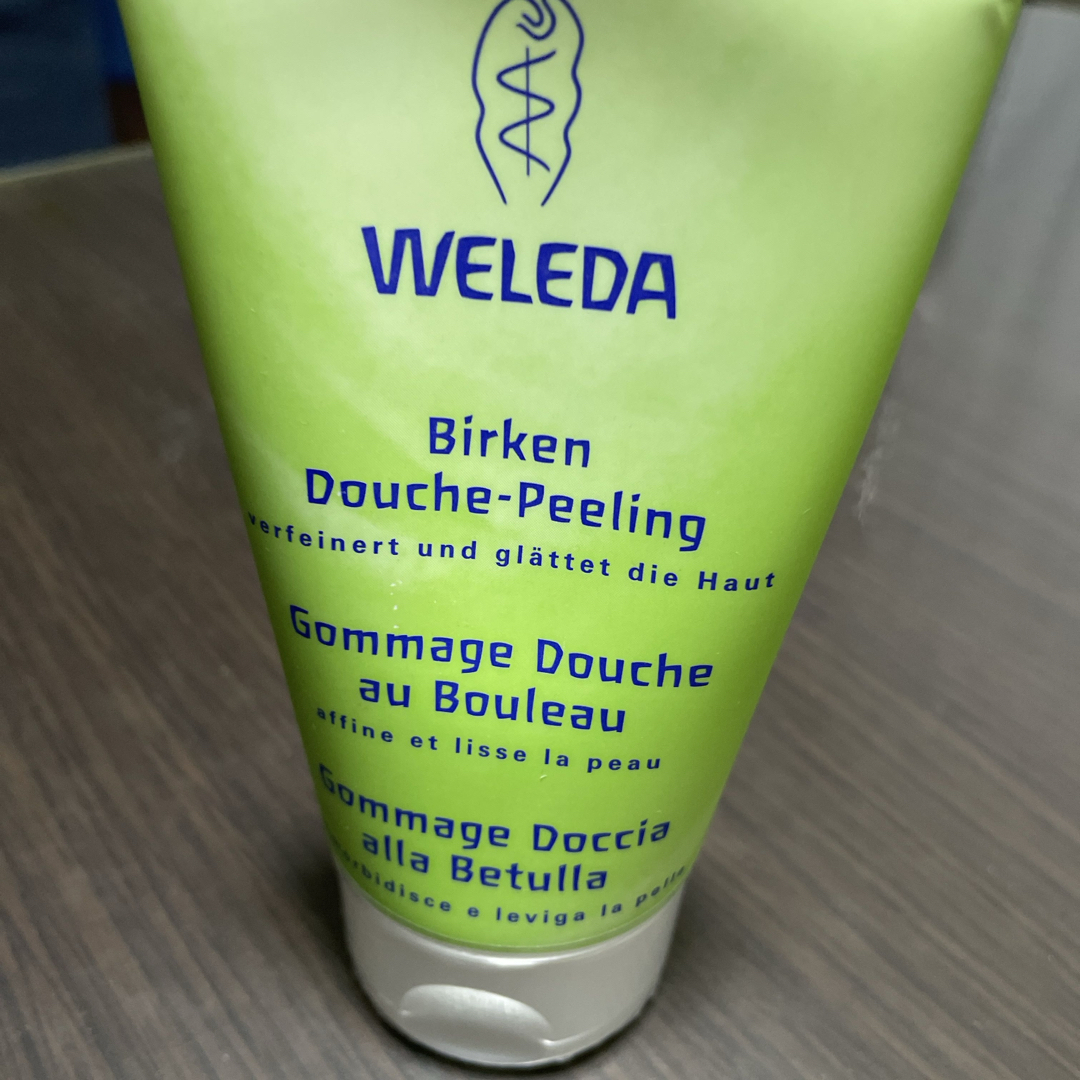 WELEDA
Birken
Douche-Peeling
verfeinert und glättet die Haut
Gommage Douche
au Bouleau
affine et lisse la peau
Gommage Doccia
alla Betulla
e leviga la pelle